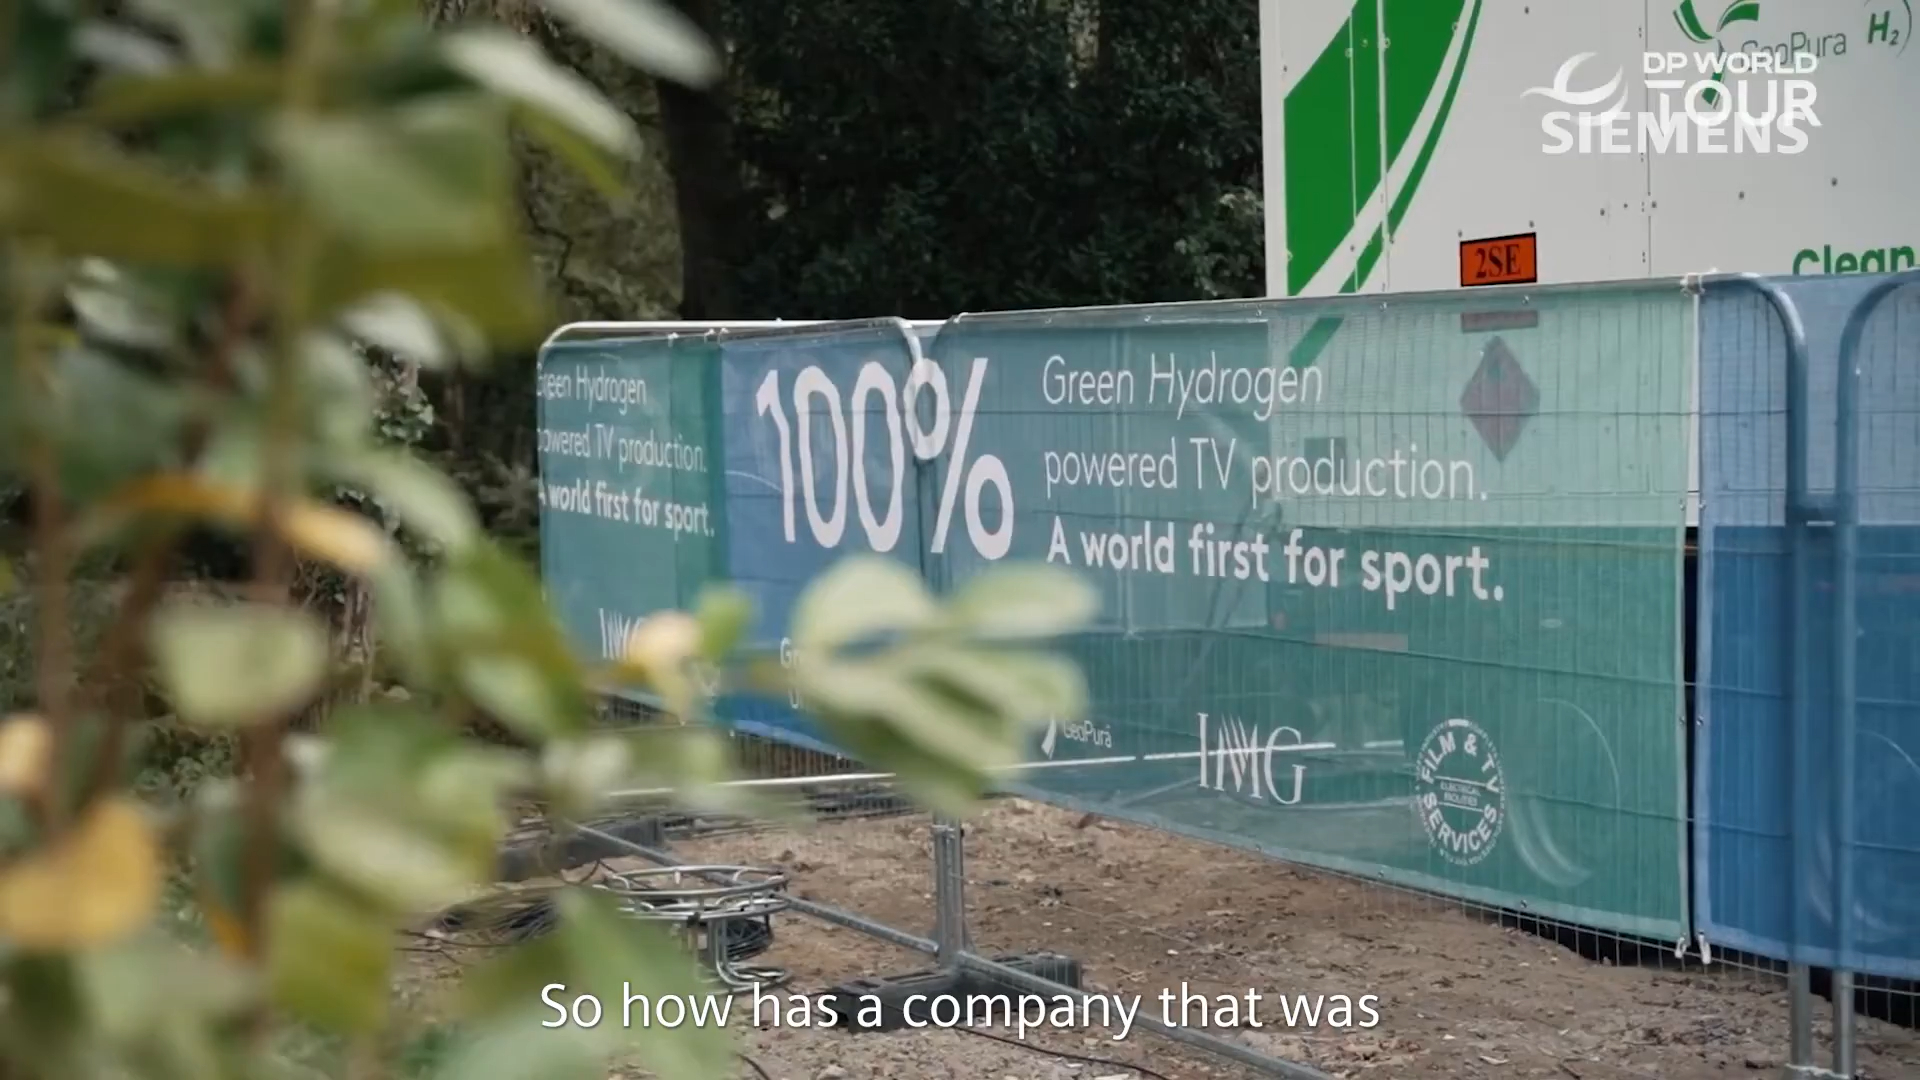 GeoPura H2
DP WORLD
TOUR
SIEMENS
2SE
Clean
Green Hydrogen
powered TV production.
A world first for sport.
100%
Green Hydrogen
powered TV production.
A world first for sport.
GeoPura
IMG
FILM & TV
SERVICES
So how has a company that was